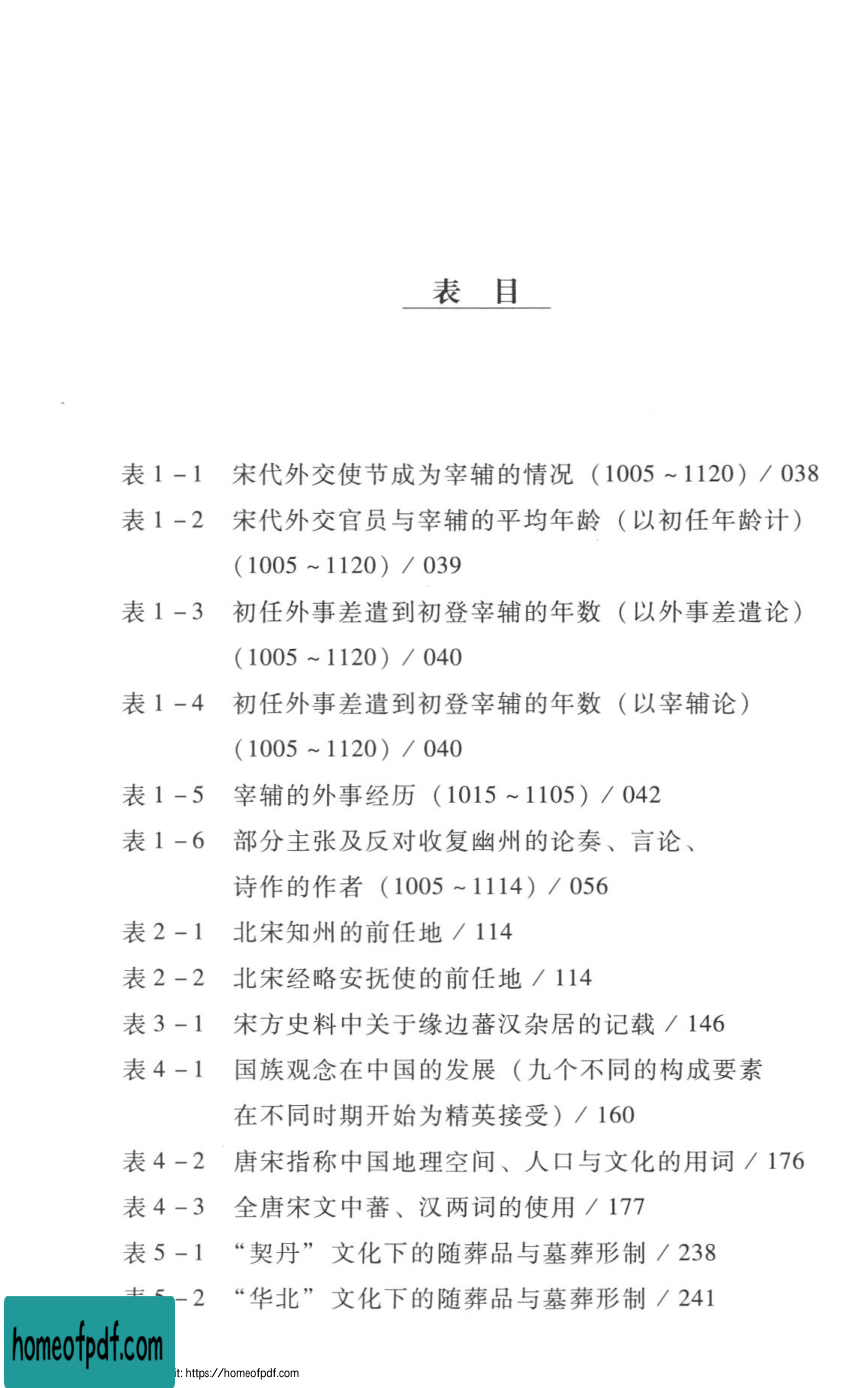 表 目
表 1 – 1 宋代外交使节成为宰辅的情况（1005 ~ 1120）/ 038
表 1 – 2 宋代外交官员与宰辅的平均年龄（以初任年龄计）
（1005 ~ 1120）/ 039
表 1 – 3 初任外事差遣到初登宰辅的年数（以外事差遣论）
（1005 ~ 1120）/ 040
表 1 – 4 初任外事差遣到初登宰辅的年数（以宰辅论）
（1005 ~ 1120）/ 040
表 1 – 5 宰辅的外事经历（1015 ~ 1105）/ 042
表 1 – 6 部分主张及反对收复幽州的论奏、言论、
诗作的作者（1005 ~ 1114）/ 056
表 2 – 1 北宋知州的前任地 / 114
表 2 – 2 北宋经略安抚使的前任地 / 114
表 3 – 1 宋方史料中关于缘边蕃汉杂居的记载 / 146
表 4 – 1 国族观念在中国的发展（九个不同的构成要素
在不同时期开始为精英接受）/ 160
表 4 – 2 唐宋指称中国地理空间、人口与文化的用词 / 176
表 4 – 3 全唐宋文中蕃、汉两词的使用 / 177
表 5 – 1 “契丹”文化下的随葬品与墓葬形制 / 238
– 2 “华北”文化下的随葬品与墓葬形制 / 241
homeofpdf.com
it: https://homeofpdf.com